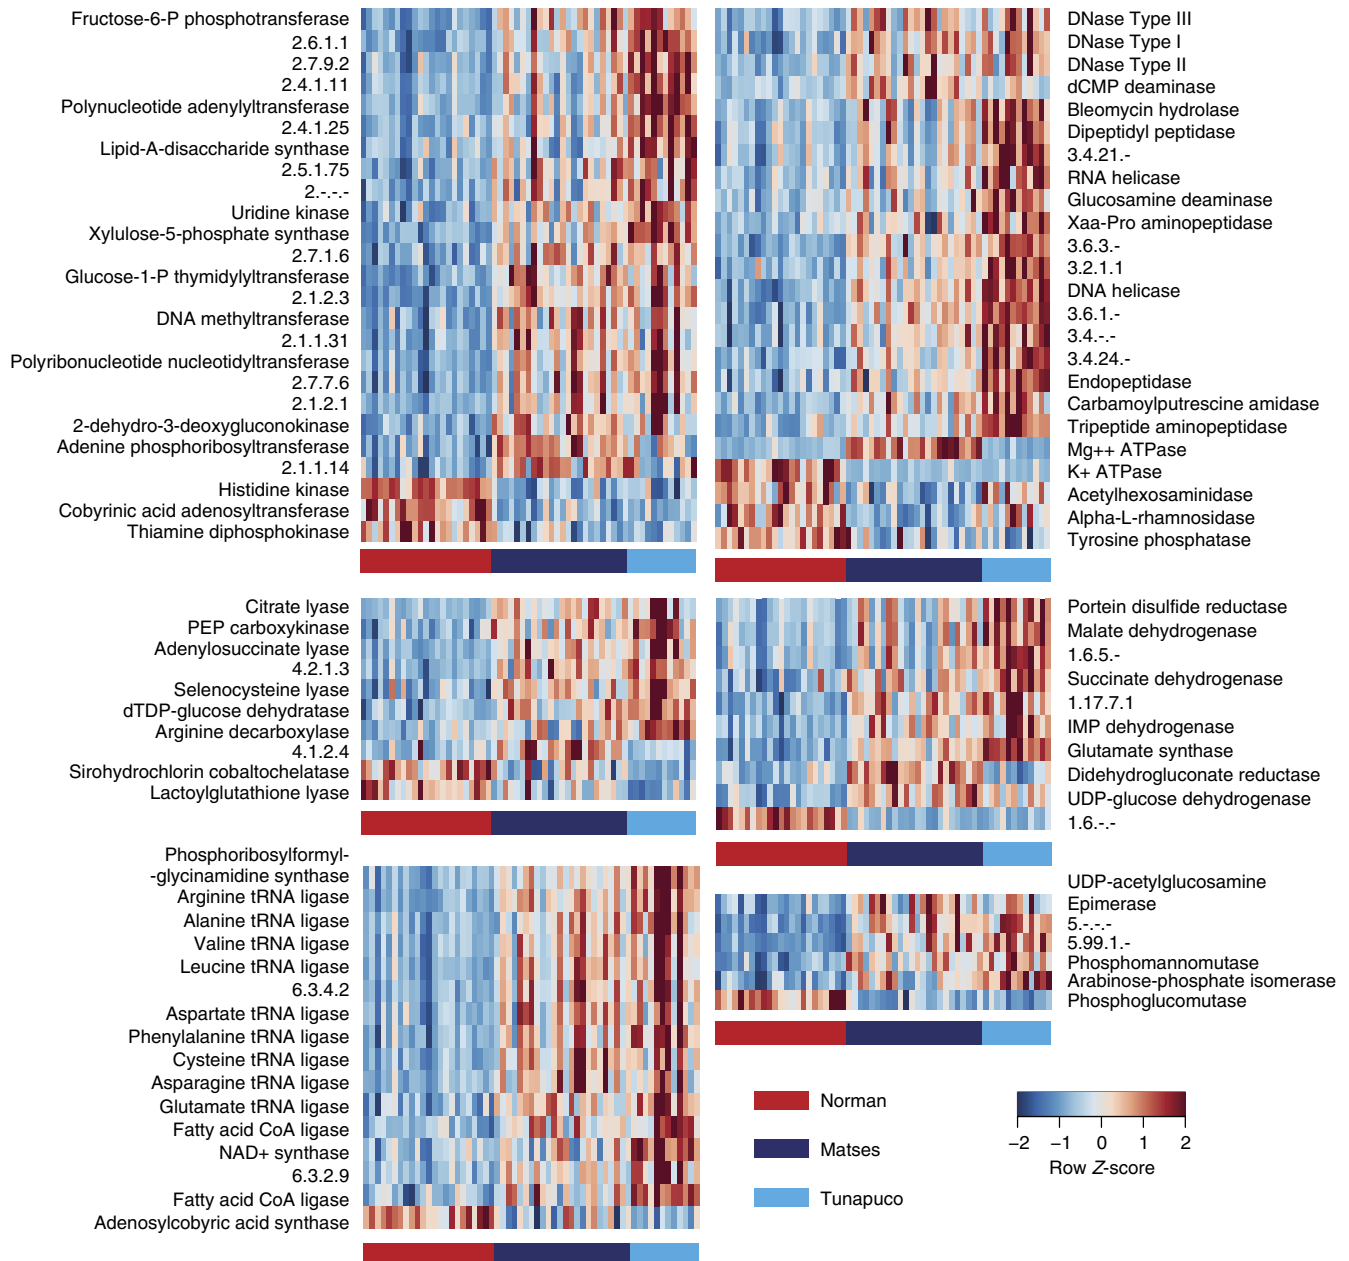 Fructose-6-P phosphotransferase
2.6.1.1
2.7.9.2
2.4.1.11
Polynucleotide adenylyltransferase
2.4.1.25
Lipid-A-disaccharide synthase
2.5.1.75
2.-.-.-
Uridine kinase
Xylulose-5-phosphate synthase
2.7.1.6
Glucose-1-P thymidylyltransferase
2.1.2.3
DNA methyltransferase
2.1.1.31
Polyribonucleotide nucleotidyltransferase
2.7.7.6
2.1.2.1
2-dehydro-3-deoxygluconokinase
Adenine phosphoribosyltransferase
2.1.1.14
Histidine kinase
Cobyrinic acid adenosyltransferase
Thiamine diphosphokinase
DNase Type III
DNase Type I
DNase Type II
dCMP deaminase
Bleomycin hydrolase
Dipeptidyl peptidase
3.4.21.-
RNA helicase
Glucosamine deaminase
Xaa-Pro aminopeptidase
3.6.3.-
3.2.1.1
DNA helicase
3.6.1.-
3.4.-.-
3.4.24.-
Endopeptidase
Carbamoylputrescine amidase
Tripeptide aminopeptidase
Mg++ ATPase
K+ ATPase
Acetylhexosaminidase
Alpha-L-rhamnosidase
Tyrosine phosphatase
Citrate lyase
PEP carboxykinase
Adenylosuccinate lyase
4.2.1.3
Selenocysteine lyase
dTDP-glucose dehydratase
Arginine decarboxylase
4.1.2.4
Sirohydrochlorin cobaltochelatase
Lactoylglutathione lyase
Portein disulfide reductase
Malate dehydrogenase
1.6.5.-
Succinate dehydrogenase
1.17.7.1
IMP dehydrogenase
Glutamate synthase
Didehydrogluconate reductase
UDP-glucose dehydrogenase
1.6.-.-
Phosphoribosylformyl-
-glycinamidine synthase
Arginine tRNA ligase
Alanine tRNA ligase
Valine tRNA ligase
Leucine tRNA ligase
6.3.4.2
Aspartate tRNA ligase
Phenylalanine tRNA ligase
Cysteine tRNA ligase
Asparagine tRNA ligase
Glutamate tRNA ligase
Fatty acid CoA ligase
NAD+ synthase
6.3.2.9
Fatty acid CoA ligase
Adenosylcobyric acid synthase
UDP-acetylglucosamine
Epimerase
5.-.-.-
5.99.1.-
Phosphomannomutase
Arabinose-phosphate isomerase
Phosphoglucomutase
Norman
Matses
Tunapuco
−2 −1 0 1 2
Row Z-score